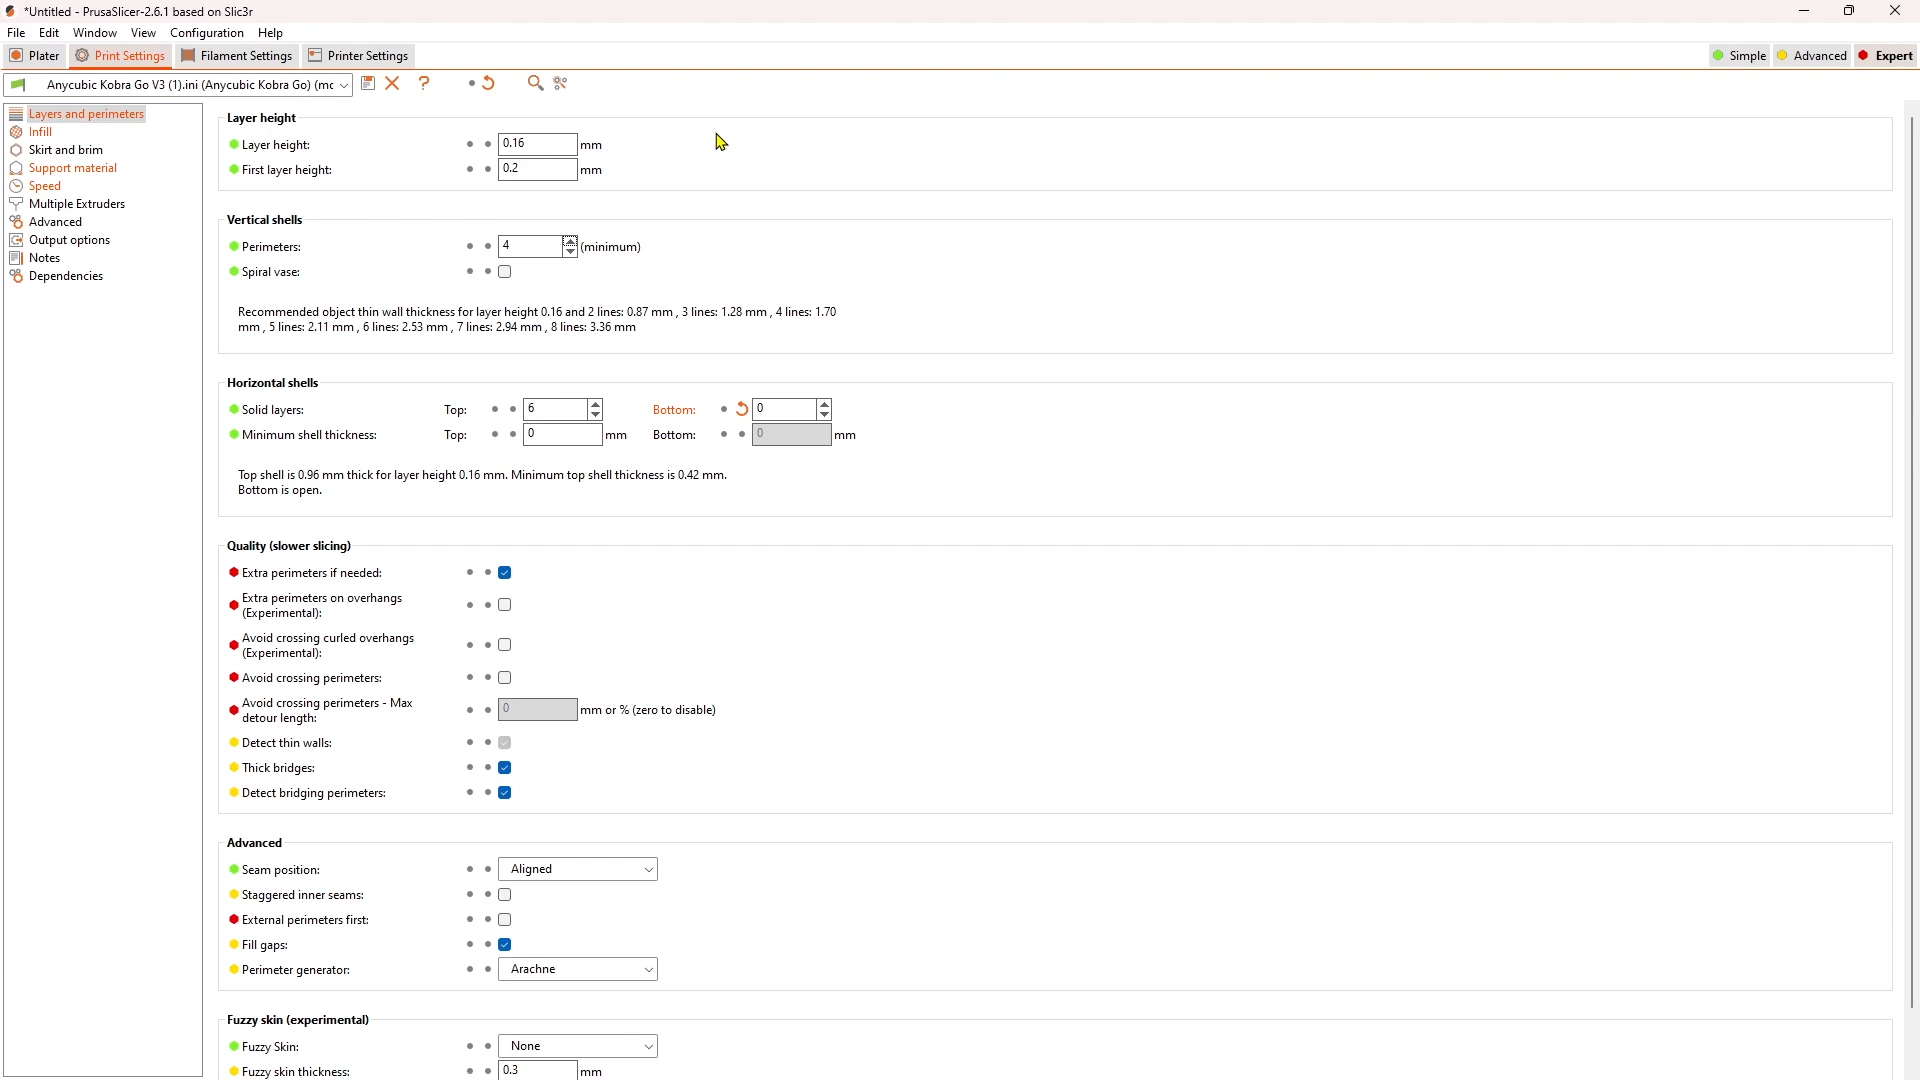 *Untitled - PrusaSlicer-2.6.1 based on Slic3r
File Edit Window View Configuration Help
Plater Print Settings Filament Settings Printer Settings Simple Advanced Expert
Anycubic Kobra Go V3 (1).ini (Anycubic Kobra Go) (mc
Layers and perimeters
Infill
Skirt and brim
Support material
Speed
Multiple Extruders
Advanced
Output options
Notes
Dependencies
Layer height
Layer height: 0.16 mm
First layer height: 0.2 mm
Vertical shells
Perimeters: 4 (minimum)
Spiral vase:
Recommended object thin wall thickness for layer height 0.16 and 2 lines: 0.87 mm , 3 lines: 1.28 mm , 4 lines: 1.70
mm , 5 lines: 2.11 mm , 6 lines: 2.53 mm , 7 lines: 2.94 mm , 8 lines: 3.36 mm
Horizontal shells
Solid layers: Top: 6 Bottom: 0
Minimum shell thickness: Top: 0 mm Bottom: 0 mm
Top shell is 0.96 mm thick for layer height 0.16 mm. Minimum top shell thickness is 0.42 mm.
Bottom is open.
Quality (slower slicing)
Extra perimeters if needed:
Extra perimeters on overhangs
(Experimental):
Avoid crossing curled overhangs
(Experimental):
Avoid crossing perimeters:
Avoid crossing perimeters - Max
detour length: 0 mm or % (zero to disable)
Detect thin walls:
Thick bridges:
Detect bridging perimeters:
Advanced
Seam position: Aligned
Staggered inner seams:
External perimeters first:
Fill gaps:
Perimeter generator: Arachne
Fuzzy skin (experimental)
Fuzzy Skin: None
Fuzzy skin thickness: 0.3 mm